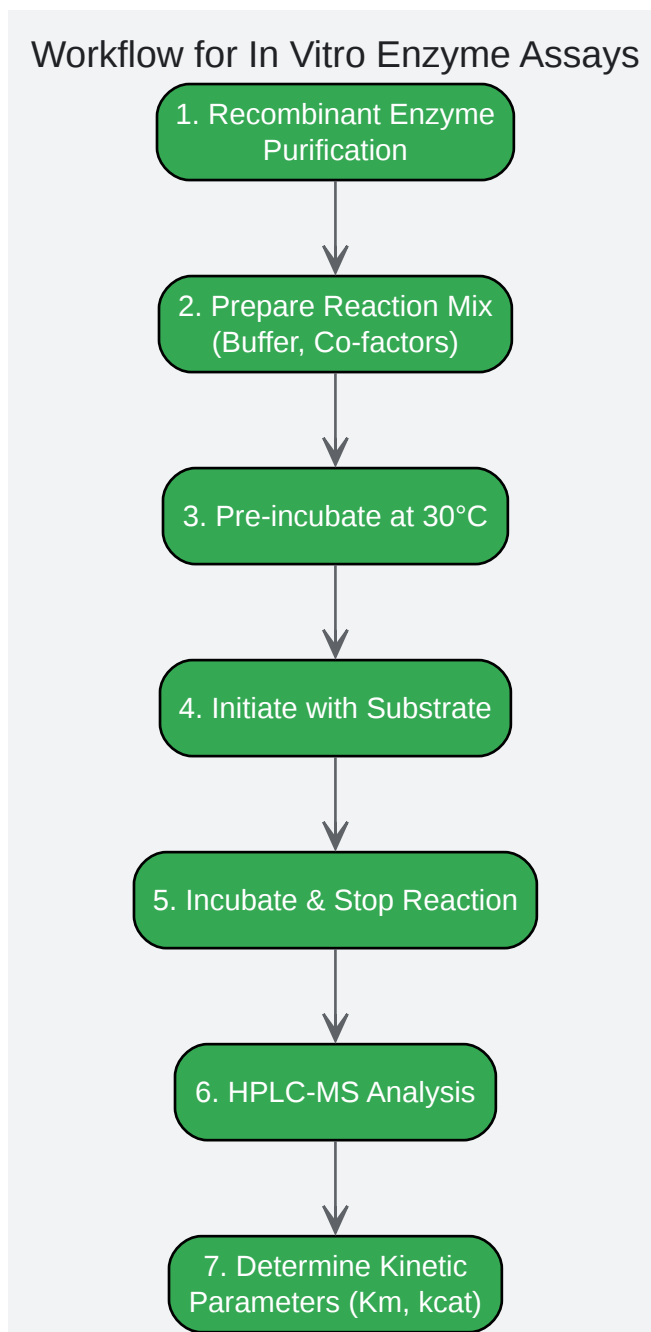 Workflow for In Vitro Enzyme Assays
1. Recombinant Enzyme
Purification
2. Prepare Reaction Mix
(Buffer, Co-factors)
3. Pre-incubate at 30°C
4. Initiate with Substrate
5. Incubate & Stop Reaction
6. HPLC-MS Analysis
7. Determine Kinetic
Parameters (Km, kcat)